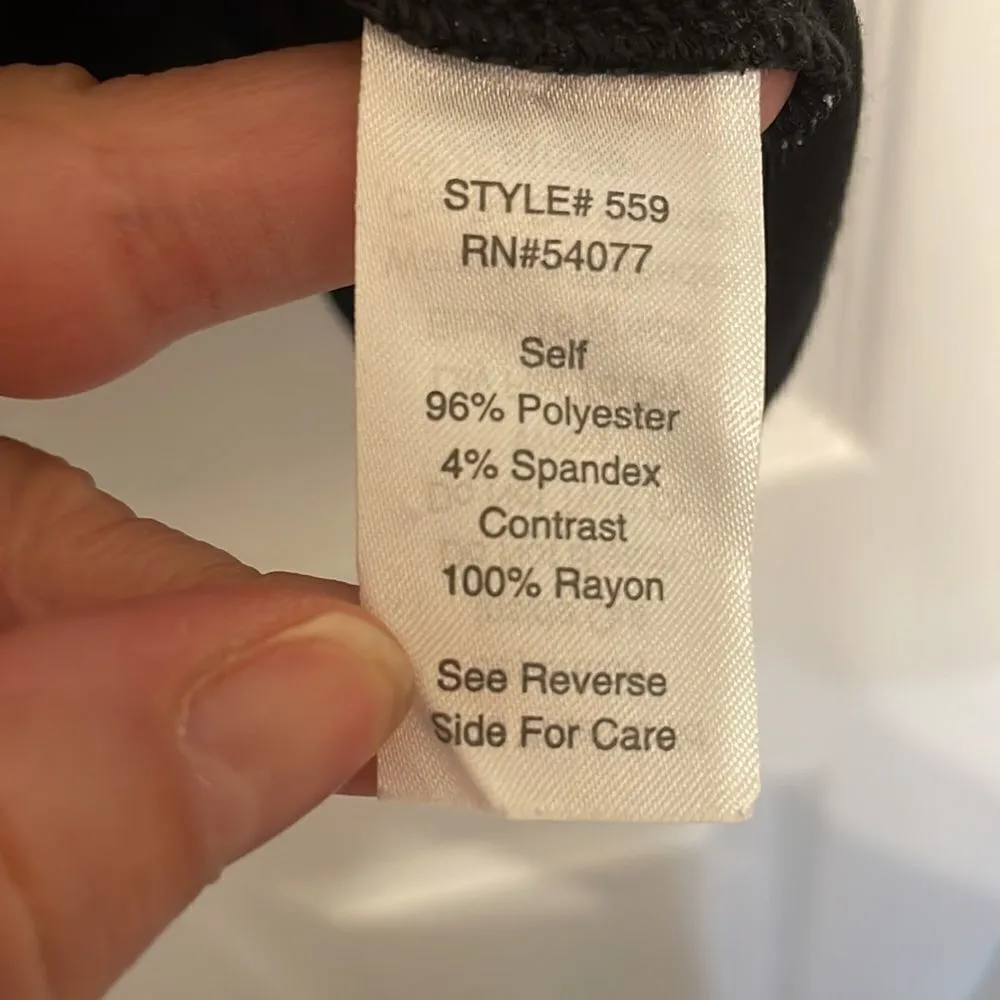 STYLE# 559
RN#54077
Self
96% Polyester
4% Spandex
Contrast
100% Rayon
See Reverse
Side For Care